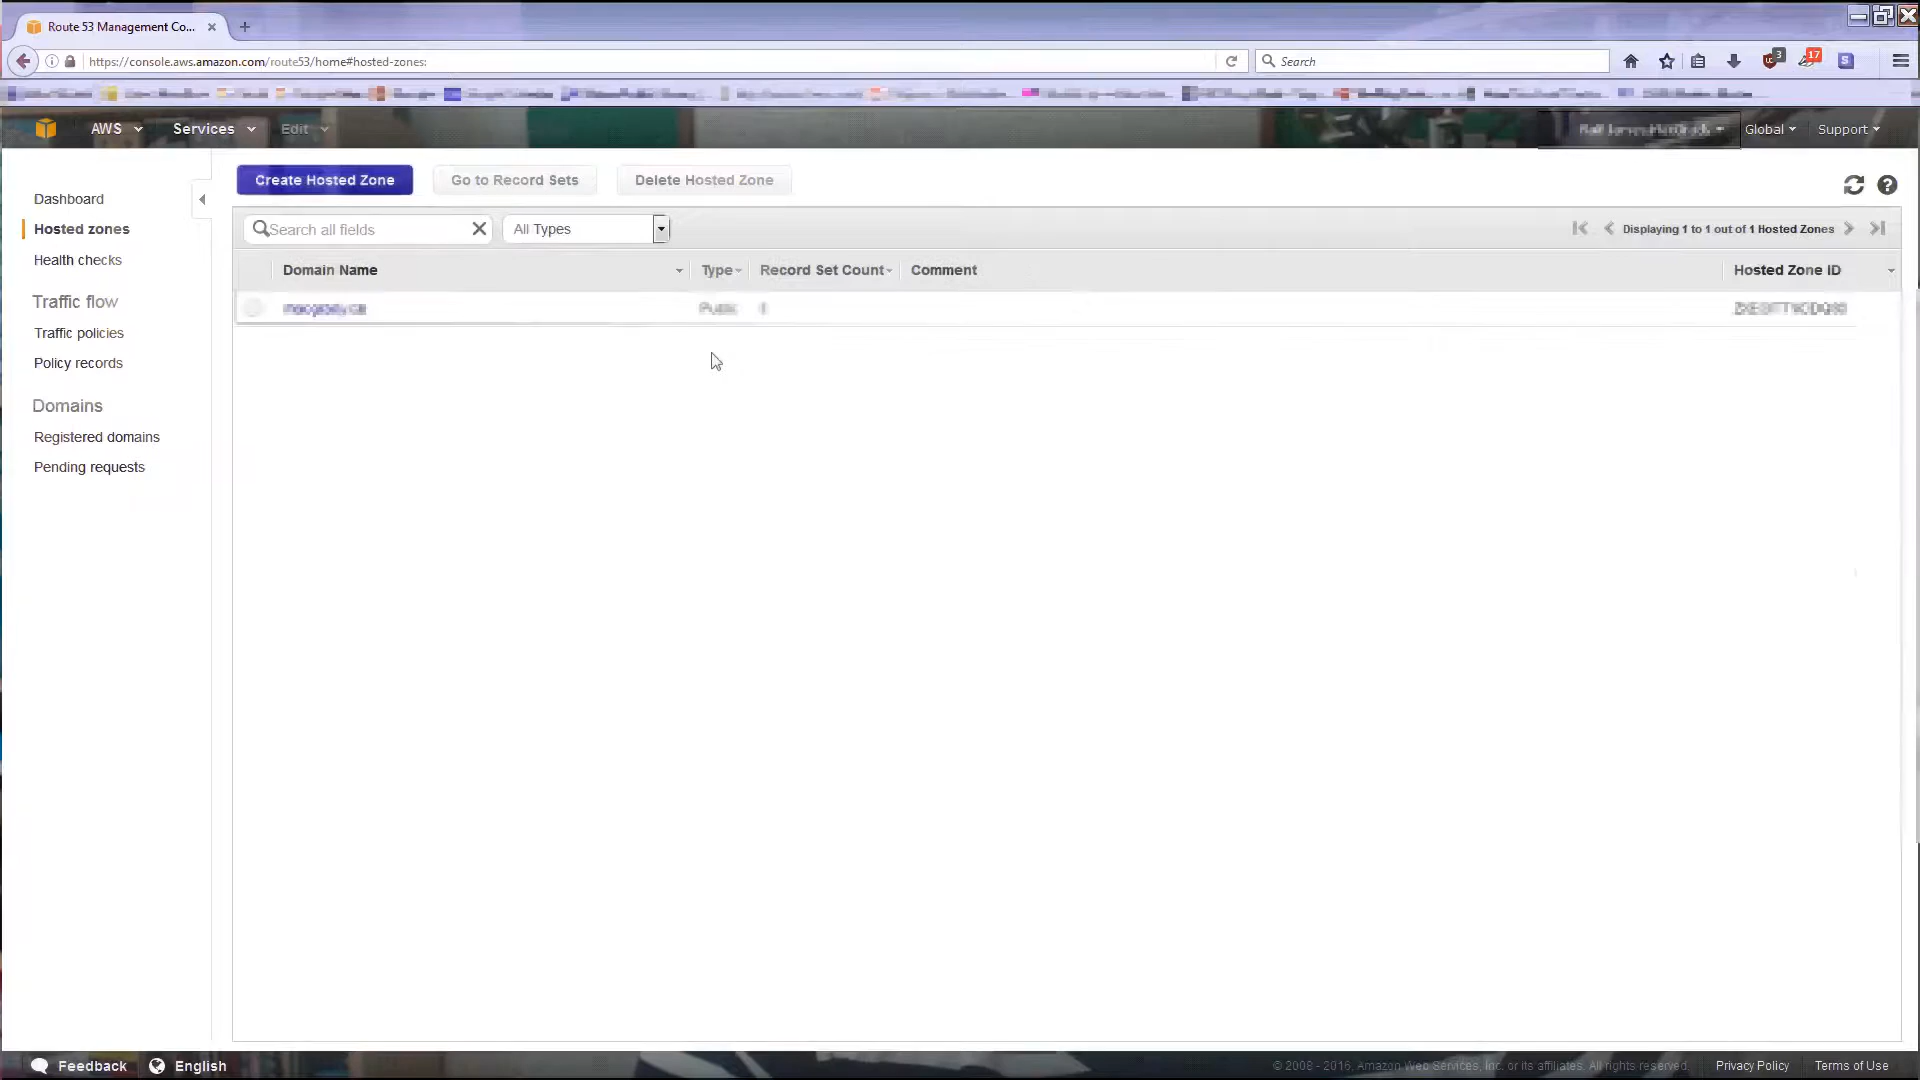 Route 53 Management Co...
https://console.aws.amazon.com/route53/home#hosted-zones:
Search
3
17
S
AWS
Services
Edit
Global
Support
Dashboard
Hosted zones
Health checks
Traffic flow
Traffic policies
Policy records
Domains
Registered domains
Pending requests
Create Hosted Zone
Go to Record Sets
Delete Hosted Zone
Search all fields
All Types
Displaying 1 to 1 out of 1 Hosted Zones
Domain Name
Type
Record Set Count
Comment
Hosted Zone ID
Public
Feedback
English
© 2008 - 2016, Amazon Web Services, Inc. or its affiliates. All rights reserved.
Privacy Policy
Terms of Use